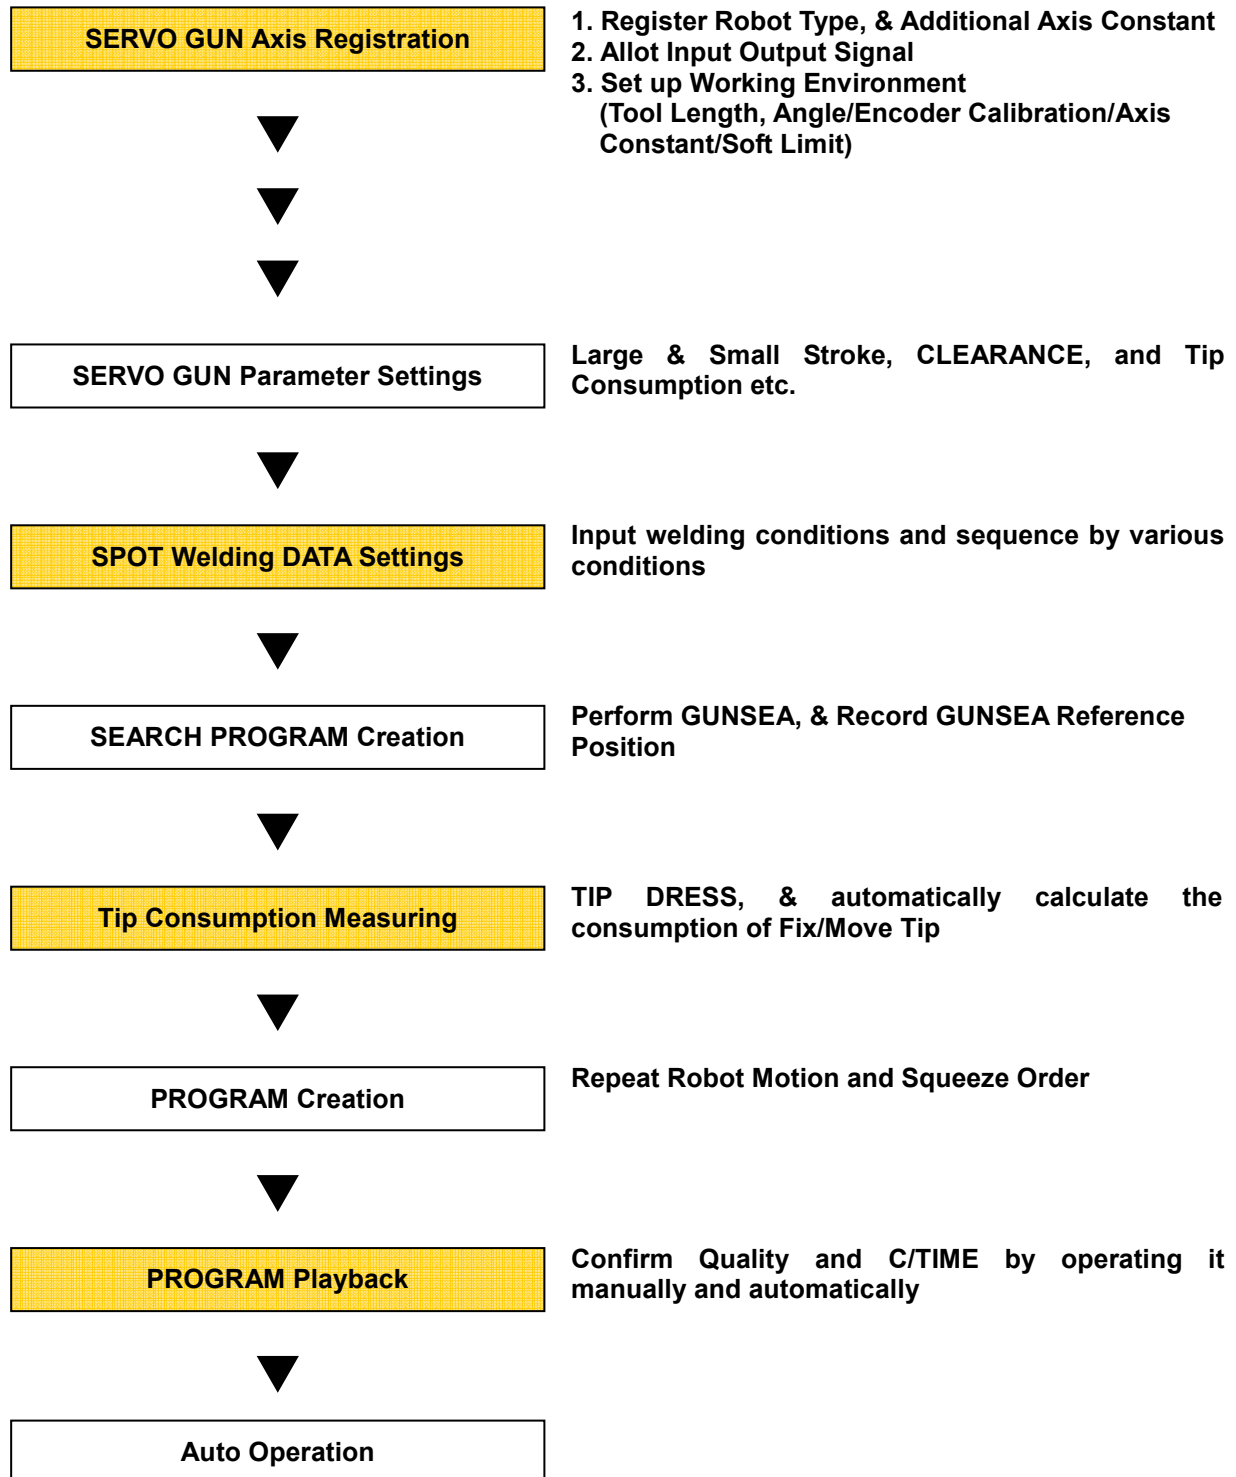 SERVO GUN Axis Registration
1. Register Robot Type, & Additional Axis Constant
2. Allot Input Output Signal
3. Set up Working Environment
(Tool Length, Angle/Encoder Calibration/Axis
Constant/Soft Limit)
SERVO GUN Parameter Settings
Large & Small Stroke, CLEARANCE, and Tip
Consumption etc.
SPOT Welding DATA Settings
Input welding conditions and sequence by various
conditions
SEARCH PROGRAM Creation
Perform GUNSEA, & Record GUNSEA Reference
Position
Tip Consumption Measuring
TIP DRESS, & automatically calculate the
consumption of Fix/Move Tip
PROGRAM Creation
Repeat Robot Motion and Squeeze Order
PROGRAM Playback
Confirm Quality and C/TIME by operating it
manually and automatically
Auto Operation